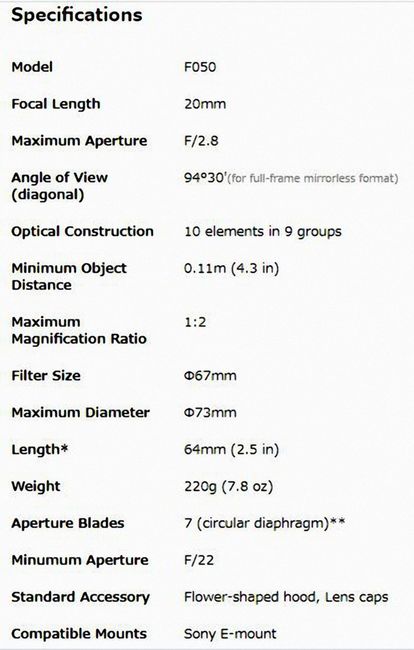 Specifications
Model F050
Focal Length 20mm
Maximum Aperture F/2.8
Angle of View 94º30'(for full-frame mirrorless format)
(diagonal)
Optical Construction 10 elements in 9 groups
Minimum Object 0.11m (4.3 in)
Distance
Maximum 1:2
Magnification Ratio
Filter Size Φ67mm
Maximum Diameter Φ73mm
Length* 64mm (2.5 in)
Weight 220g (7.8 oz)
Aperture Blades 7 (circular diaphragm)**
Minumum Aperture F/22
Standard Accessory Flower-shaped hood, Lens caps
Compatible Mounts Sony E-mount